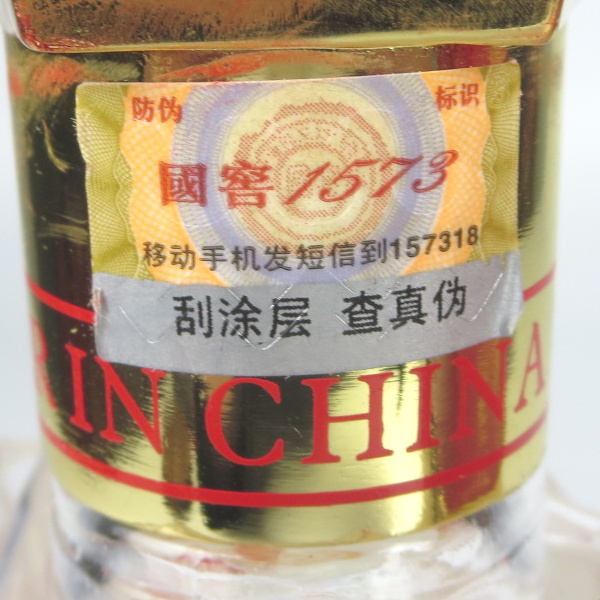 防伪 标识
國窖1573
移动手机发短信到157318
刮涂层 查真伪
R IN CHINA